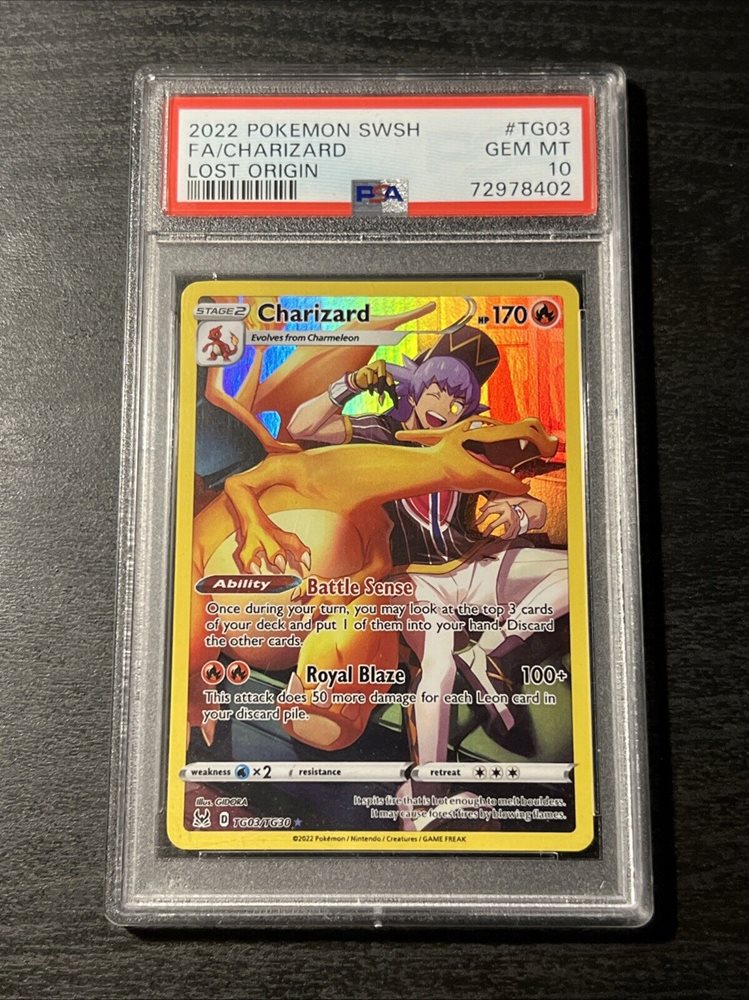 2022 POKEMON SWSH #TG03
FA/CHARIZARD GEM MT
LOST ORIGIN 10
PSA 72978402
STAGE 2 Charizard HP 170
Evolves from Charmeleon
Ability Battle Sense
Once during your turn, you may look at the top 3 cards
of your deck and put 1 of them into your hand. Discard
the other cards.
Royal Blaze 100+
This attack does 50 more damage for each Leon card in
your discard pile.
weakness ×2 resistance retreat
Illus. GIDORA
It spits fire that is hot enough to melt boulders.
It may cause forest fires by blowing flames.
D TG03/TG30
©2022 Pokémon / Nintendo / Creatures / GAME FREAK